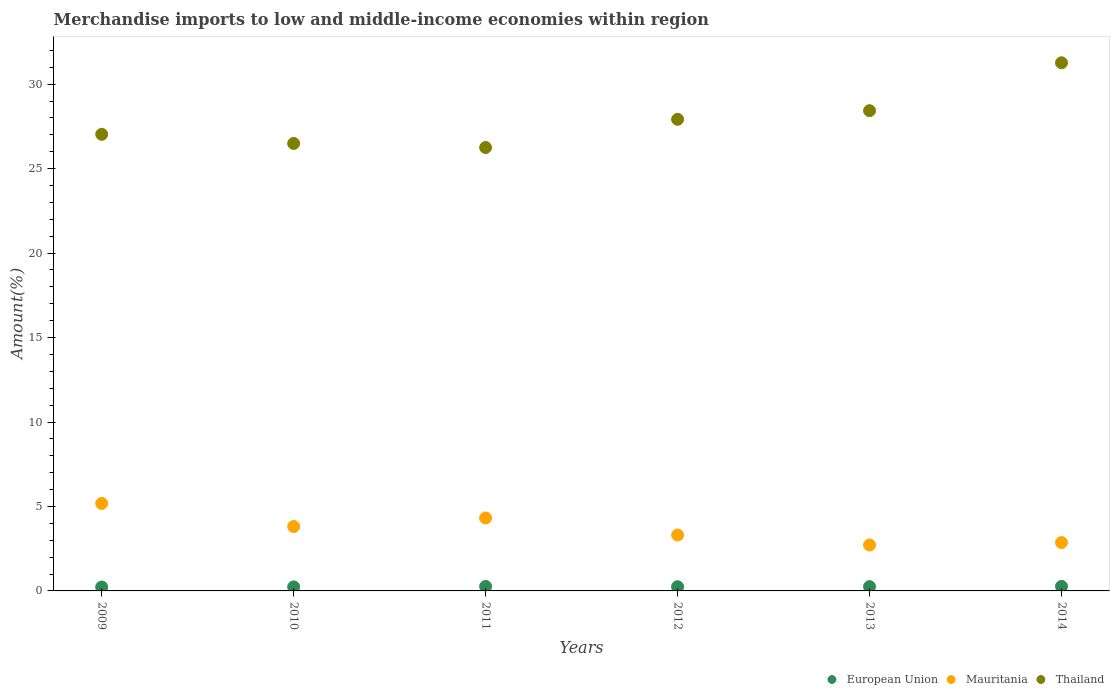 Merchandise imports to low and middle-income economies within region
Amount(%)
30
25
20
15
10
5
0
2009
2010
2011
2012
2013
2014
Years
European Union
Mauritania
Thailand